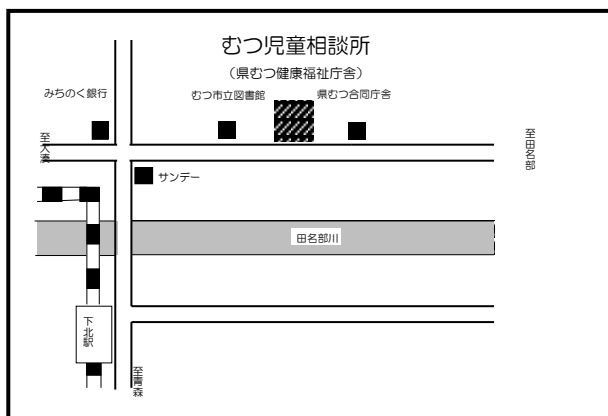 むつ児童相談所
（県むつ健康福祉庁舎）
みちのく銀行
むつ市立図書館
県むつ合同庁舎
至大湊
至田名部
サンデー
田名部川
下北駅
至青森